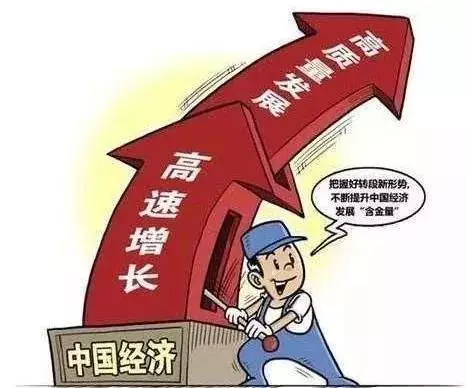 高质量发展
高速增长
把握好转段新形势,
不断提升中国经济
发展“含金量”
中国经济